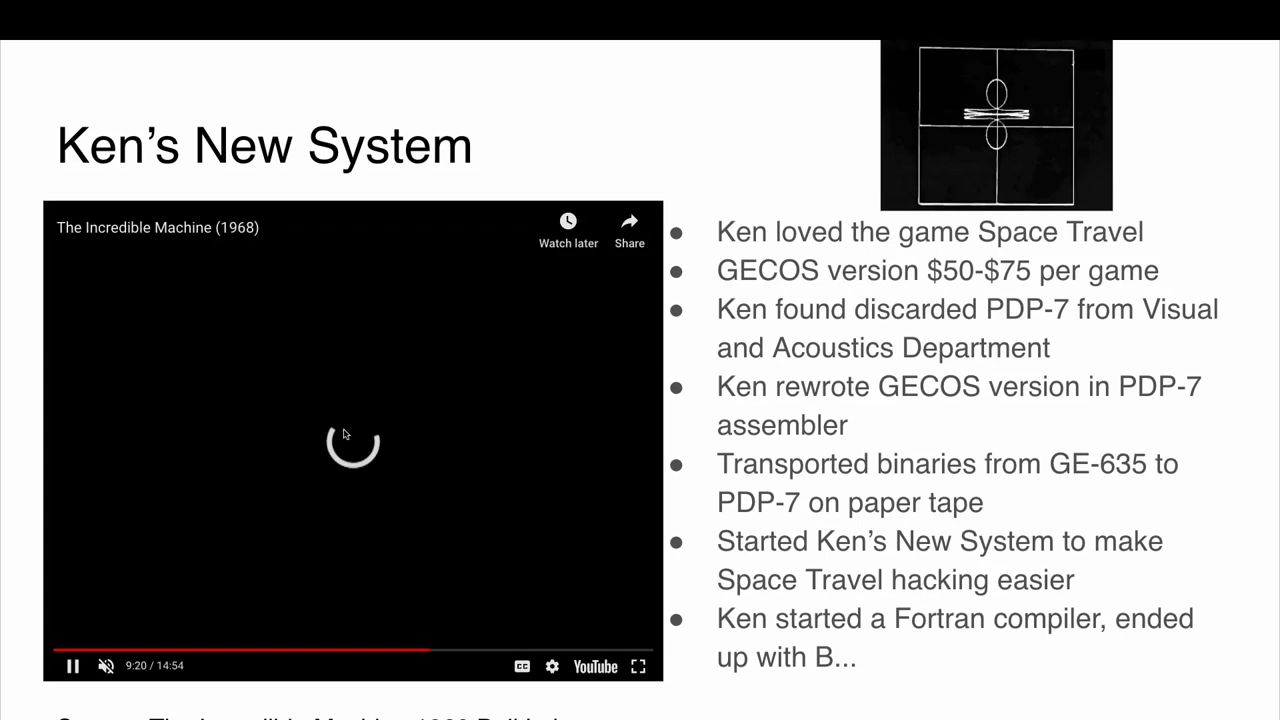 Ken's New System
The Incredible Machine (1968)
Watch later
Share
9:20 / 14:54
CC
YouTube
● Ken loved the game Space Travel
● GECOS version $50-$75 per game
● Ken found discarded PDP-7 from Visual
and Acoustics Department
● Ken rewrote GECOS version in PDP-7
assembler
● Transported binaries from GE-635 to
PDP-7 on paper tape
● Started Ken's New System to make
Space Travel hacking easier
● Ken started a Fortran compiler, ended
up with B...